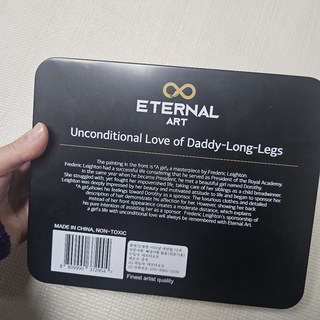 ETERNAL
ART
Unconditional Love of Daddy-Long-Legs
The painting in the front is "A girl, a masterpiece by Frederic Leighton.
Frederic Leighton had a successful life considering that he served as President of the Royal Academy.
In the same year when he became President, he met a beautiful girl named Dorothy.
She struggled with, yet fought her impoverished life, taking care of her siblings as a child breadwinner.
Leighton was deeply impressed by her beauty and motivated attitude to life and began to sponsor her.
"A girl, shows his feelings toward Dorothy as a sponsor. The luxurious clothes and detailed
description of her demonstrate his affection for her. However, showing her back
instead of her front appearance creates a moderate distance, which explains
his pure intention of assisting her as a sponsor. Frederic Leighton's sponsorship of
a girl's life with unconditional love will always be remembered with Eternal Art.
MADE IN CHINA, NON-TOXIC
Finest artist quality